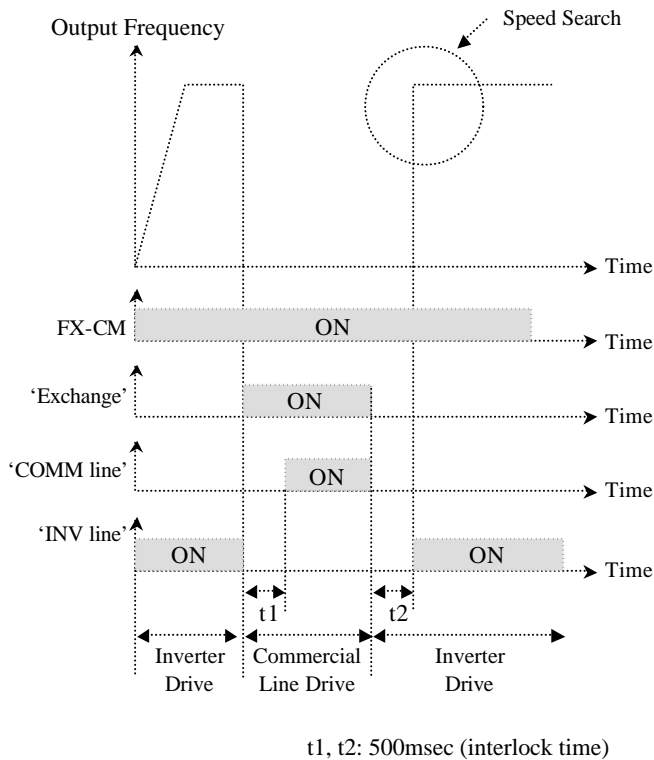 Speed Search
Output Frequency
Time
FX-CM
ON
Time
‘Exchange’
ON
Time
‘COMM line’
ON
Time
‘INV line’
ON
ON
Time
t1
t2
Inverter
Drive
Commercial
Line Drive
Inverter
Drive
t1, t2: 500msec (interlock time)